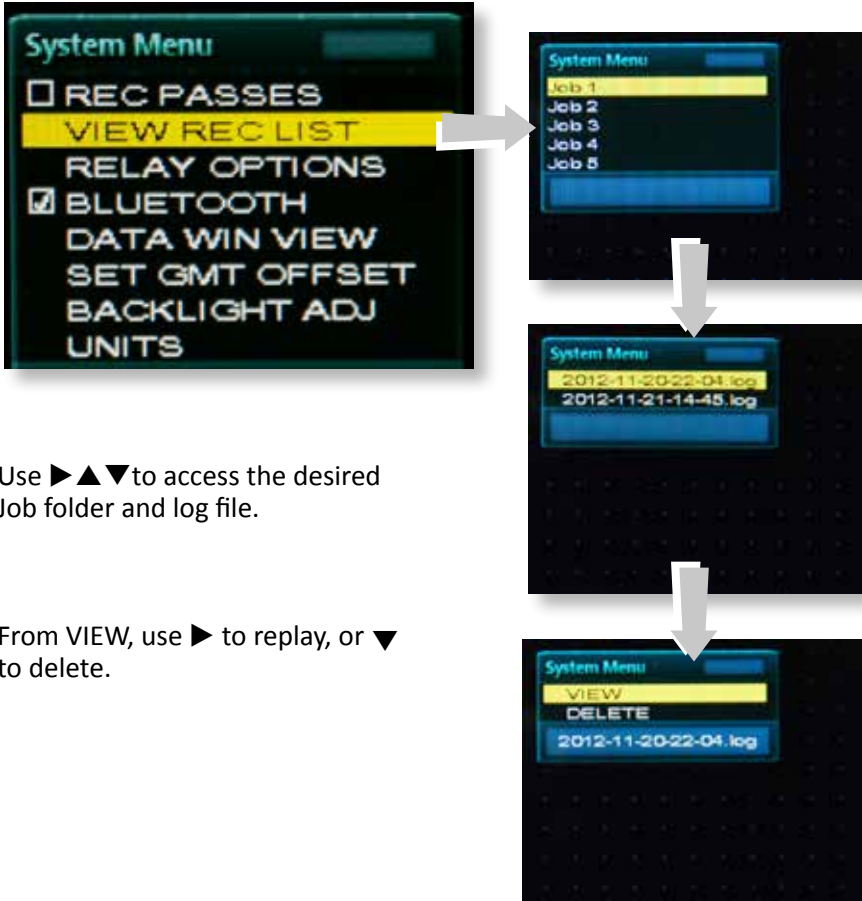 System Menu
REC PASSES
VIEW REC LIST
RELAY OPTIONS
BLUETOOTH
DATA WIN VIEW
SET GMT OFFSET
BACKLIGHT ADJ
UNITS
System Menu
Job 1
Job 2
Job 3
Job 4
Job 5
System Menu
2012-11-20-22-04.log
2012-11-21-14-45.log
Use ▶▲▼to access the desired
Job folder and log file.
From VIEW, use ▶ to replay, or ▼
to delete.
System Menu
VIEW
DELETE
2012-11-20-22-04.log